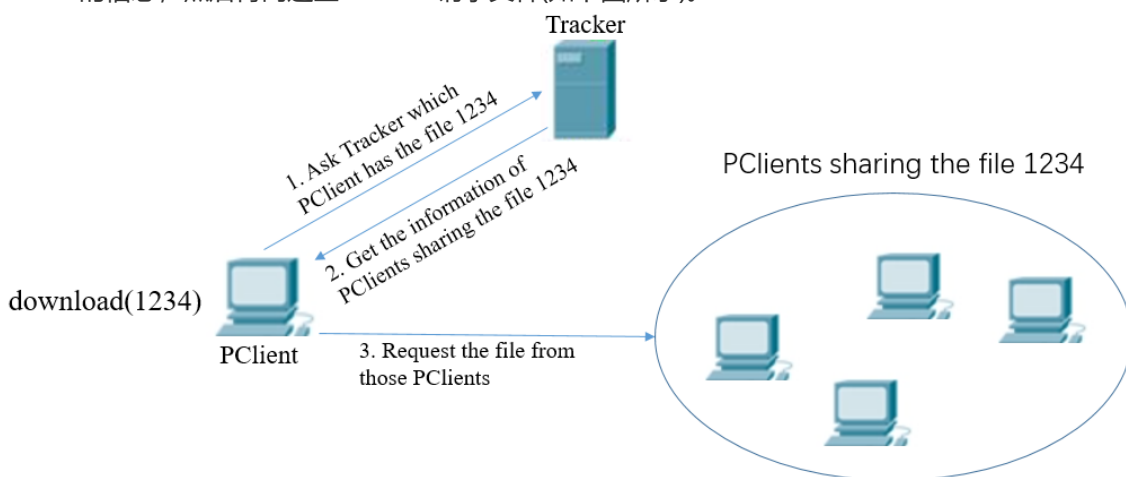 Tracker
1. Ask Tracker which
PClient has the file 1234
2. Get the information of
PClients sharing the file 1234
PClients sharing the file 1234
download(1234)
PClient
3. Request the file from
those PClients